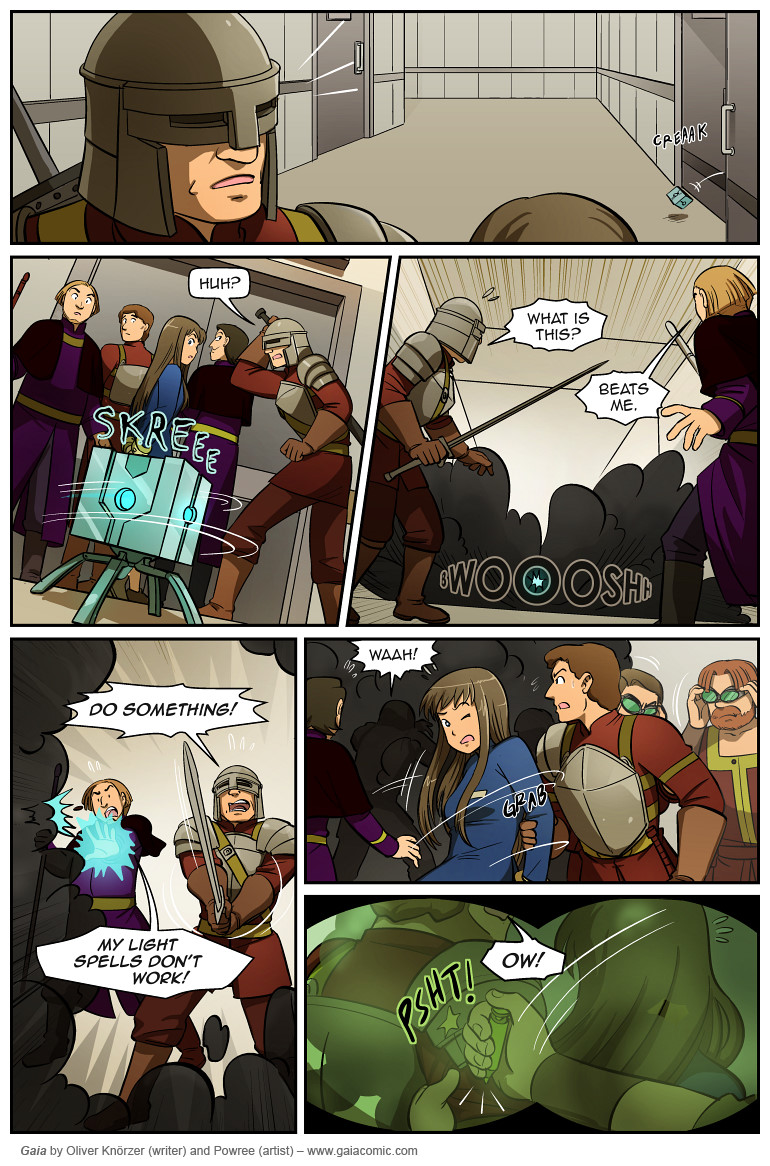 CREAAK
HUH?
SKREEE
WHAT IS
THIS?
BEATS
ME.
BWOOOSHH
DO SOMETHING!
MY LIGHT
SPELLS DON'T
WORK!
WAAH!
GRAB
OW!
PSHT!
Gaia by Oliver Knörzer (writer) and Powree (artist) – www.gaiacomic.com